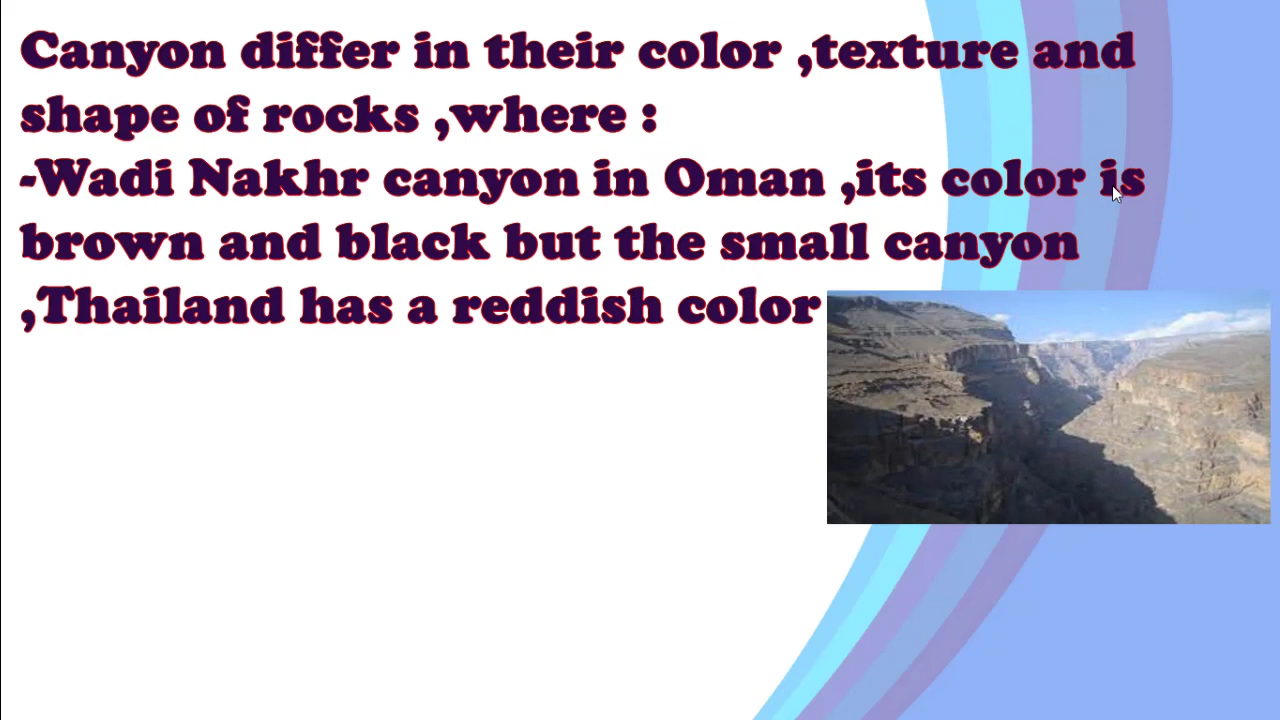 Canyon differ in their color ,texture and
shape of rocks ,where :
-Wadi Nakhr canyon in Oman ,its color is
brown and black but the small canyon
,Thailand has a reddish color